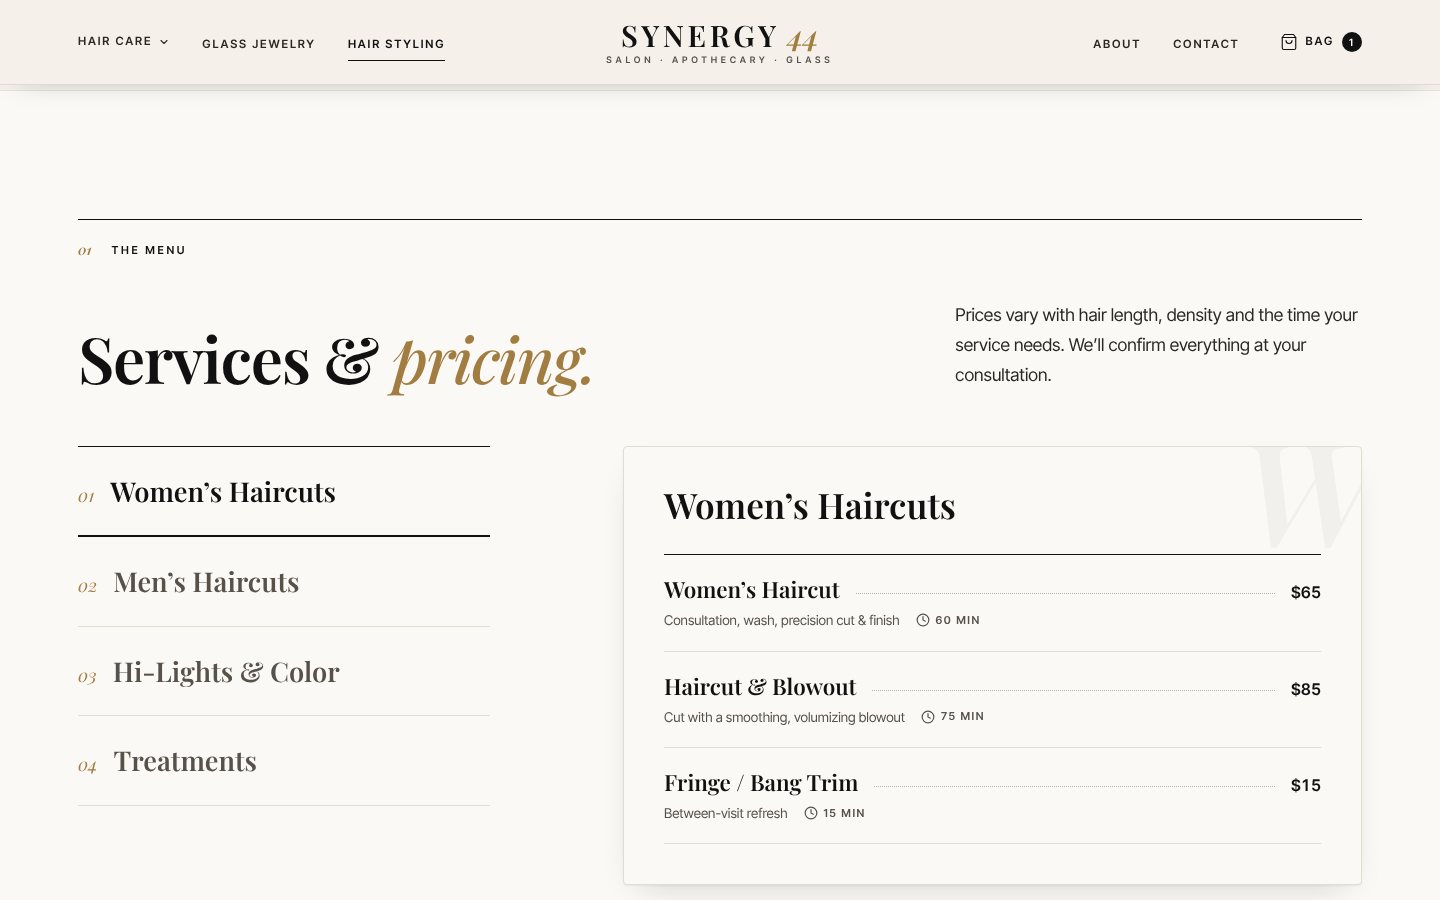 HAIR CARE
GLASS JEWELRY
HAIR STYLING
SYNERGY 44
SALON · APOTHECARY · GLASS
ABOUT
CONTACT
BAG 1
01 THE MENU
Services & pricing.
Prices vary with hair length, density and the time your
service needs. We’ll confirm everything at your
consultation.
01 Women’s Haircuts
02 Men’s Haircuts
03 Hi-Lights & Color
04 Treatments
W
Women’s Haircuts
Women’s Haircut $65
Consultation, wash, precision cut & finish 60 MIN
Haircut & Blowout $85
Cut with a smoothing, volumizing blowout 75 MIN
Fringe / Bang Trim $15
Between-visit refresh 15 MIN